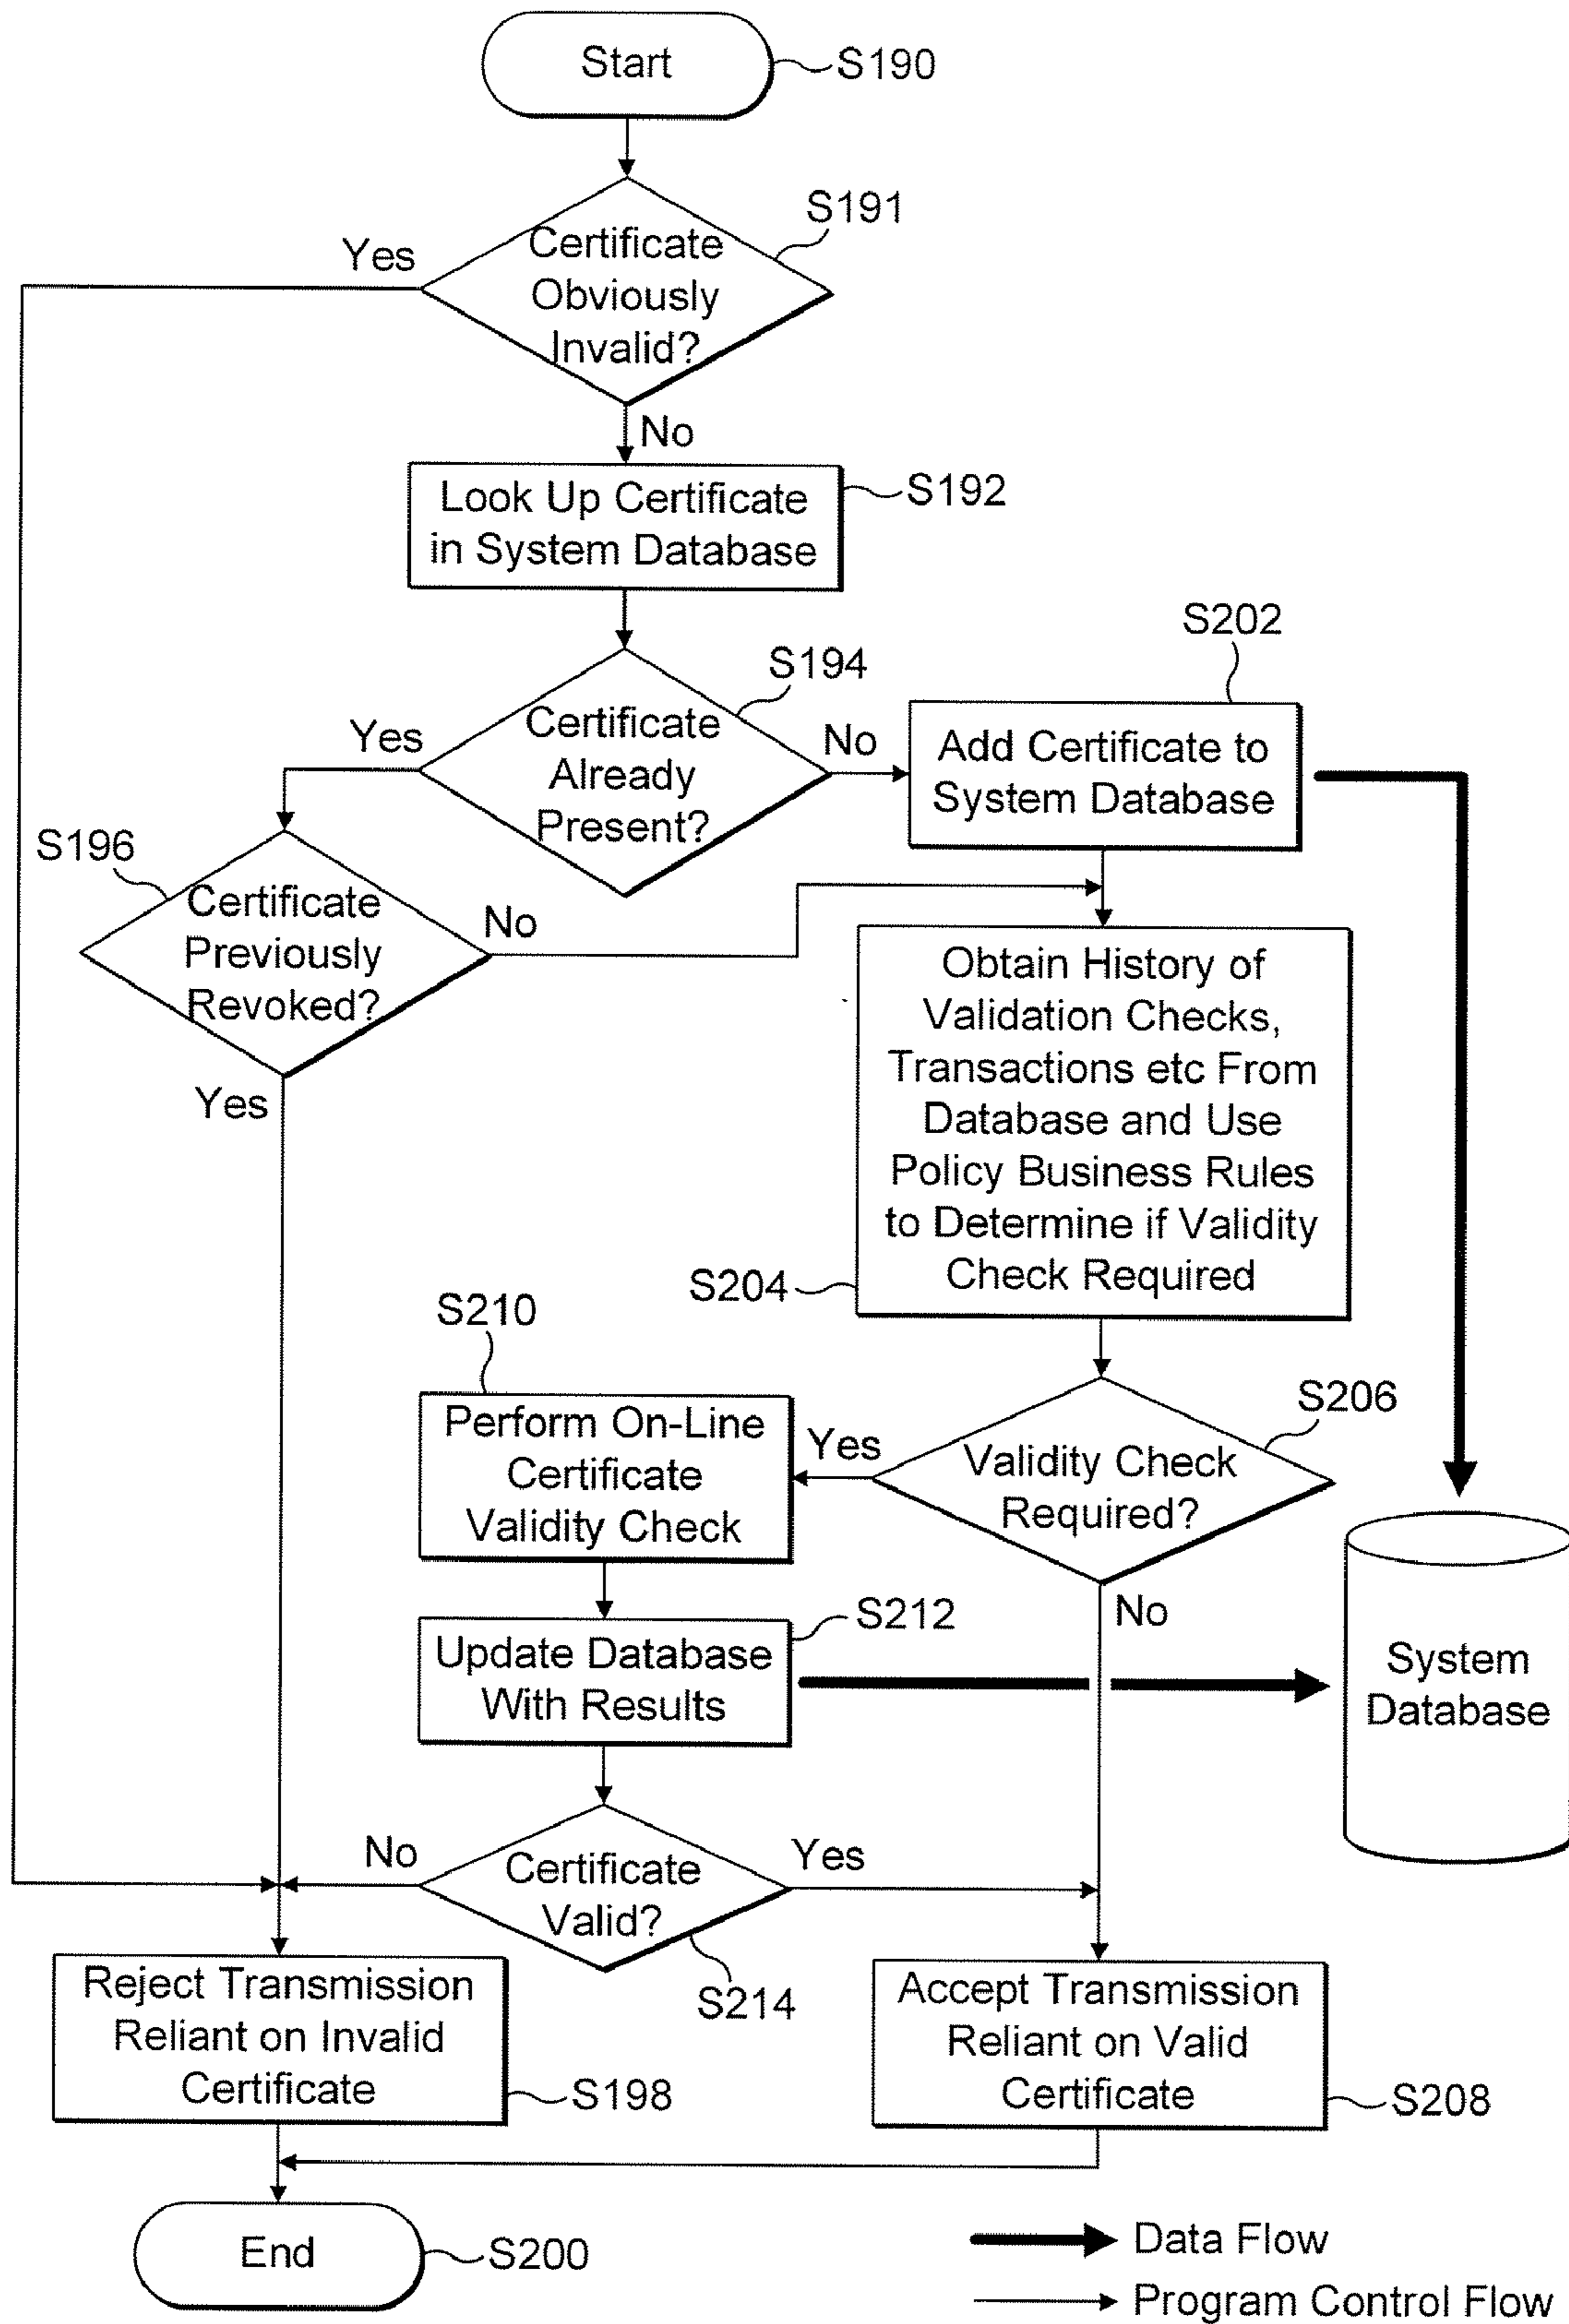 Start
S190
S191
Yes
Certificate
Obviously
Invalid?
No
Look Up Certificate
in System Database
S192
S202
S194
Yes
Certificate
Already
Present?
No
Add Certificate to
System Database
S196
Certificate
Previously
Revoked?
No
Yes
Obtain History of
Validation Checks,
Transactions etc From
Database and Use
Policy Business Rules
to Determine if Validity
Check Required
S204
S210
Perform On-Line
Certificate
Validity Check
Yes
Validity Check
Required?
S206
No
Update Database
With Results
S212
System
Database
No
Certificate
Valid?
Yes
S214
Reject Transmission
Reliant on Invalid
Certificate
S198
Accept Transmission
Reliant on Valid
Certificate
S208
End
S200
Data Flow
Program Control Flow